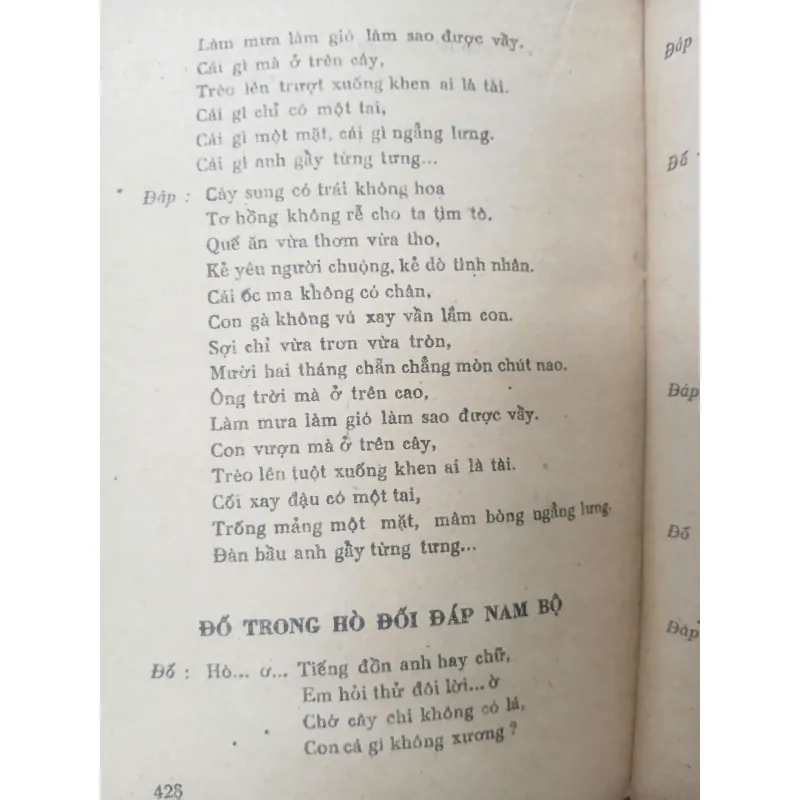 Làm mưa làm gió làm sao được vầy.
Cái gì mà ở trên cây,
Trèo lên trượt xuống khen ai là tài.
Cái gì chỉ có một tai,
Cái gì một mặt, cái gì ngẳng lưng.
Cái gì anh gẩy từng tưng...
Đáp : Cây sung có trái không hoa
Tơ hồng không rễ cho ta tìm tô.
Quế ăn vừa thơm vừa tho,
Kẻ yêu người chuộng, kẻ dò tình nhân.
Cái ốc ma không có chân,
Con gà không vú xay vần lắm con.
Sợi chỉ vừa trơn vừa tròn,
Mười hai tháng chẵn chẳng mòn chút nao.
Ông trời mà ở trên cao,
Làm mưa làm gió làm sao được vầy.
Con vượn mà ở trên cây,
Trèo lên tuột xuống khen ai là tài.
Cối xay đậu có một tai,
Trống mảng một mặt, mâm bòng ngẳng lưng.
Đàn bầu anh gẩy từng tưng...
ĐỐ TRONG HÒ ĐỐI ĐÁP NAM BỘ
Đố : Hò... ơ... Tiếng đồn anh hay chữ,
Em hỏi thử đôi lời... ờ
Chớ cây chi không có lá,
Con cá gì không xương ?
428
Đáp
Đố
Đáp
Đố
Đáp